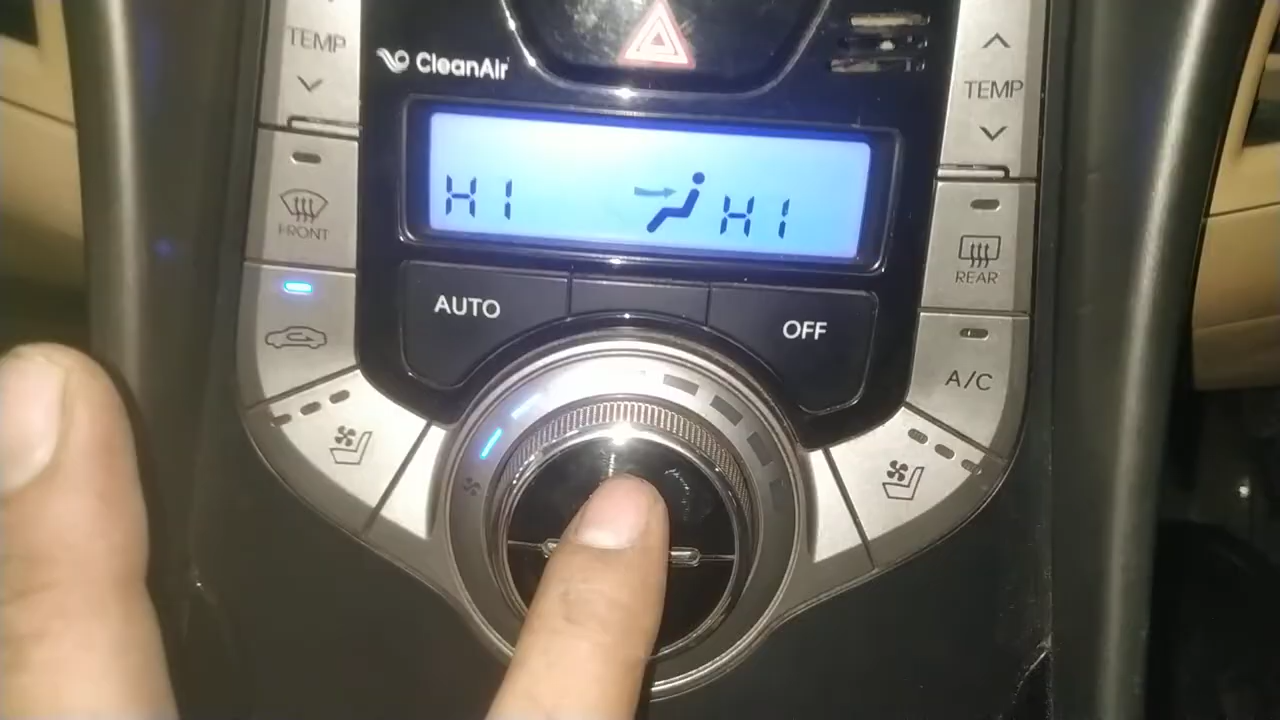 TEMP
CleanAir
TEMP
HI
HI
FRONT
REAR
AUTO
OFF
A/C